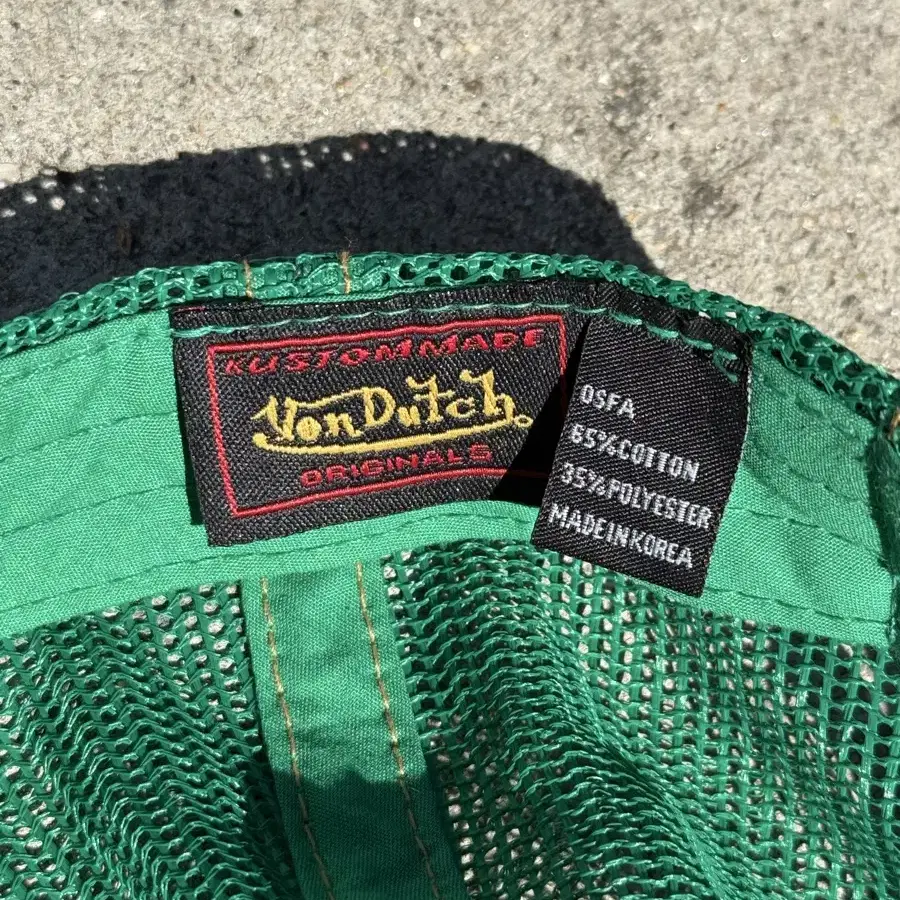 KUSTOMMADE
Von Dutch
ORIGINALS
OSFA
65%COTTON
35%POLYESTER
MADEINKOREA